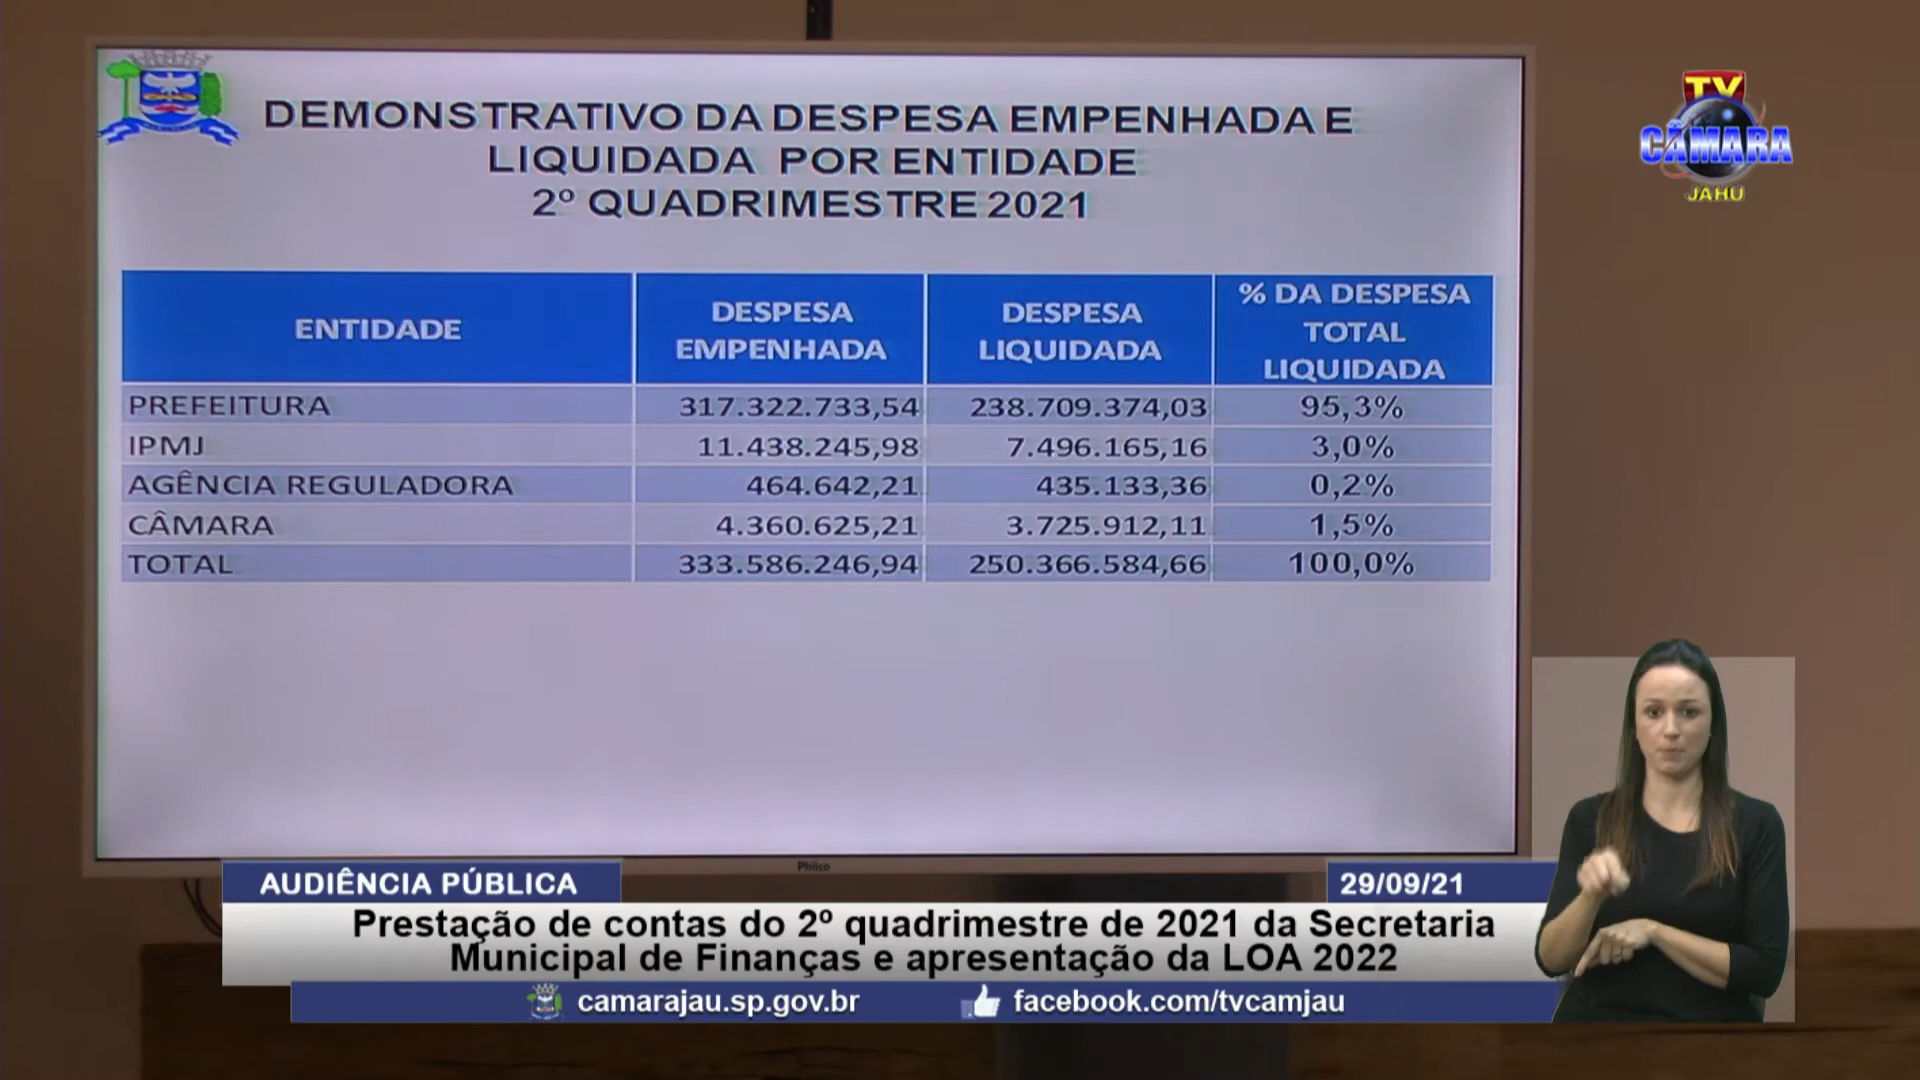 DEMONSTRATIVO DA DESPESA EMPENHADA E
LIQUIDADA POR ENTIDADE
2º QUADRIMESTRE 2021
TV
CÂMARA
JAHU
ENTIDADE
DESPESA
EMPENHADA
DESPESA
LIQUIDADA
% DA DESPESA
TOTAL
LIQUIDADA
PREFEITURA 317.322.733,54 238.709.374,03 95,3%
IPMJ 11.438.245,98 7.496.165,16 3,0%
AGÊNCIA REGULADORA 464.642,21 435.133,36 0,2%
CÂMARA 4.360.625,21 3.725.912,11 1,5%
TOTAL 333.586.246,94 250.366.584,66 100,0%
Philco
AUDIÊNCIA PÚBLICA 29/09/21
Prestação de contas do 2º quadrimestre de 2021 da Secretaria
Municipal de Finanças e apresentação da LOA 2022
camarajau.sp.gov.br facebook.com/tvcamjau